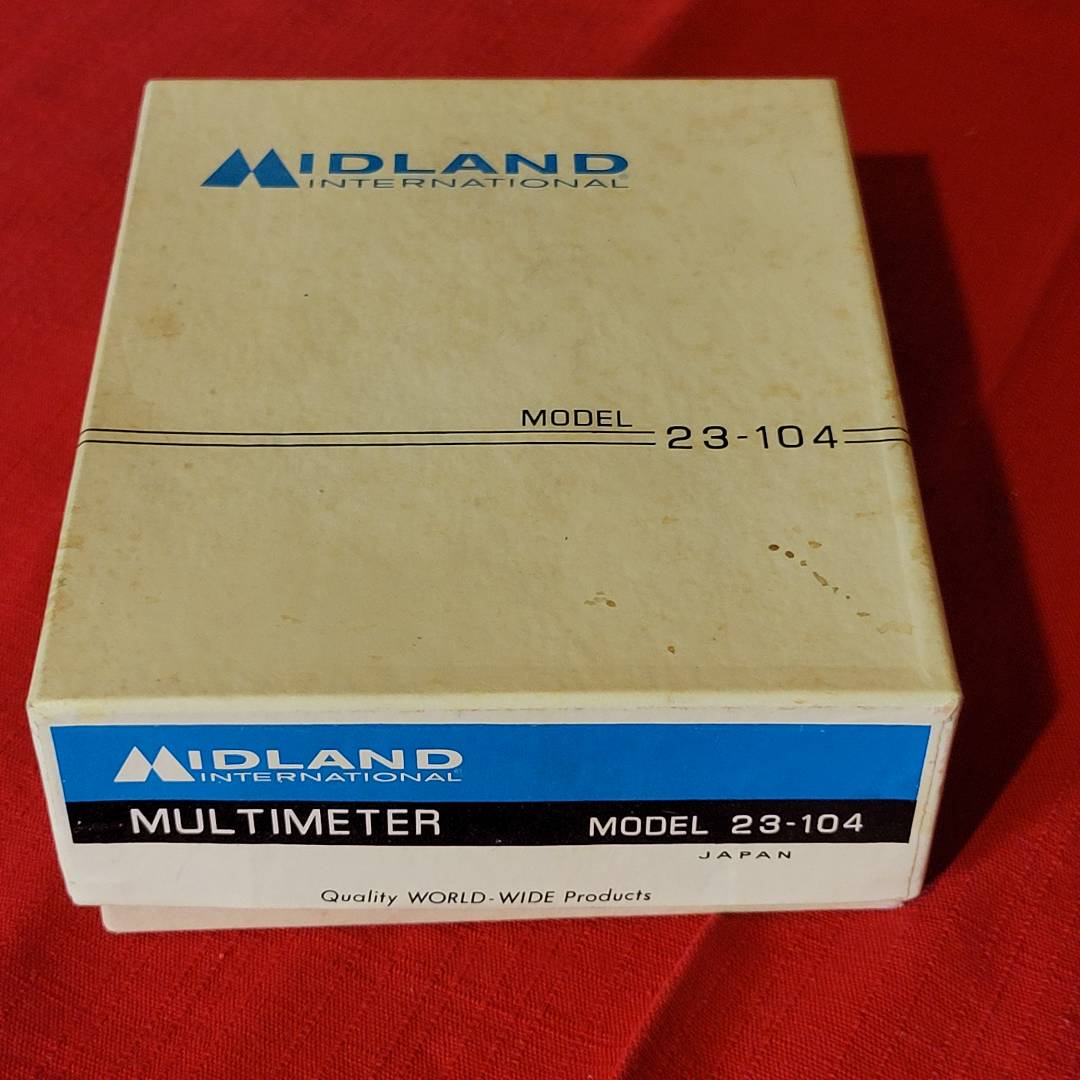 MIDLAND
INTERNATIONAL
MODEL
23-104
MIDLAND
INTERNATIONAL
MULTIMETER MODEL 23-104
JAPAN
Quality WORLD-WIDE Products